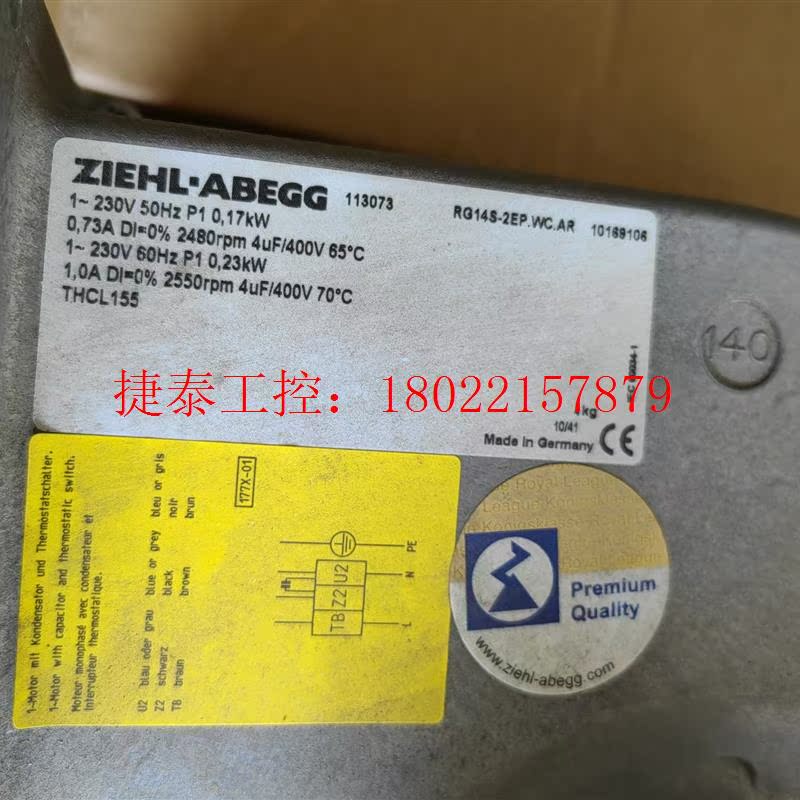 ZIEHL-ABEGG 113073 RG14S-2EP.WC.AR 10169106
1~ 230V 50Hz P1 0,17kW
0,73A DI=0% 2480rpm 4uF/400V 65°C
1~ 230V 60Hz P1 0,23kW
1,0A DI=0% 2550rpm 4uF/400V 70°C
THCL155
140
捷泰工控：18022157879
kg
10/41
Made in Germany CE
1-Motor mit Kondensator und Thermostatschalter.
1-Motor with capacitor and thermostatic switch.
Moteur monophasé avec condensateur et
Interrupteur thermostatique.
U2 blau oder grau blue or grey bleu or gris
Z2 schwarz black noir
TB braun brown brun
177X-01
PE
N
L
TB Z2 U2
Royal League
League
Premium
Quality
www.ziehl-abegg.com